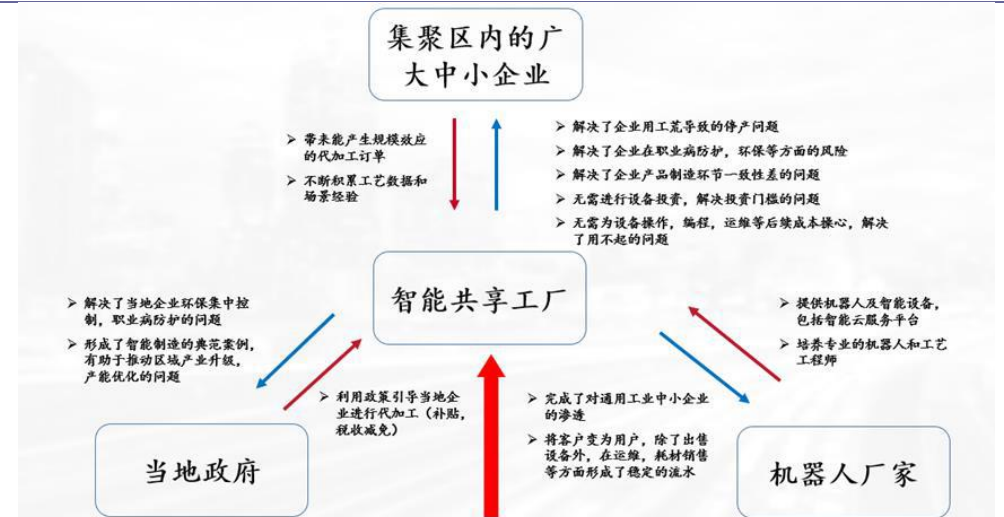 集聚区内的广
大中小企业
➢ 带来能产生规模效应
的代加工订单
➢ 不断积累工艺数据和
场景经验
➢ 解决了企业用工荒导致的停产问题
➢ 解决了企业在职业病防护，环保等方面的风险
➢ 解决了企业产品制造环节一致性差的问题
➢ 无需进行设备投资，解决投资门槛的问题
➢ 无需为设备操作，编程，运维等后续成本操心，解决
了用不起的问题
智能共享工厂
➢ 解决了当地企业环保集中控
制，职业病防护的问题
➢ 形成了智能制造的典范案例，
有助于推动区域产业升级，
产能优化的问题
➢ 利用政策引导当地企
业进行代加工（补贴，
税收减免）
➢ 提供机器人及智能设备，
包括智能云服务平台
➢ 培养专业的机器人和工艺
工程师
➢ 完成了对通用工业中小企业
的渗透
➢ 将客户变为用户，除了出售
设备外，在运维，耗材销售
等方面形成了稳定的流水
当地政府
机器人厂家